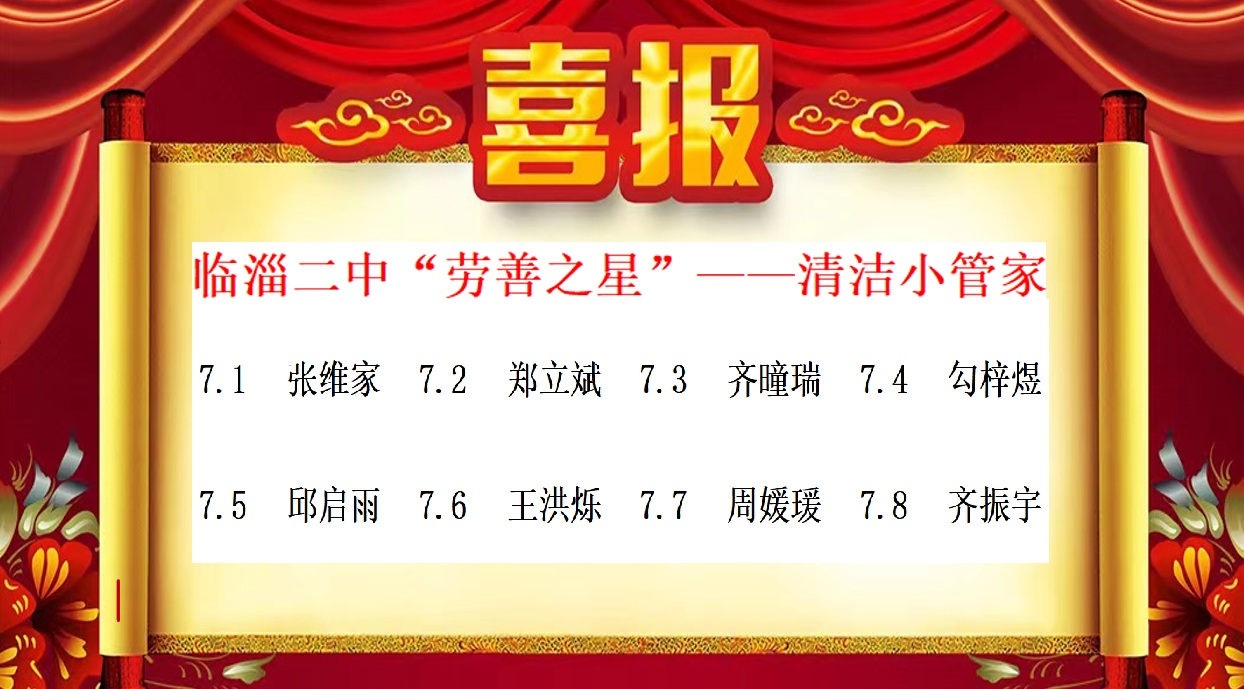 喜报
临淄二中“劳善之星”——清洁小管家
7.1 张维家 7.2 郑立斌 7.3 齐曈瑞 7.4 勾梓煜
7.5 邱启雨 7.6 王洪烁 7.7 周媛瑗 7.8 齐振宇